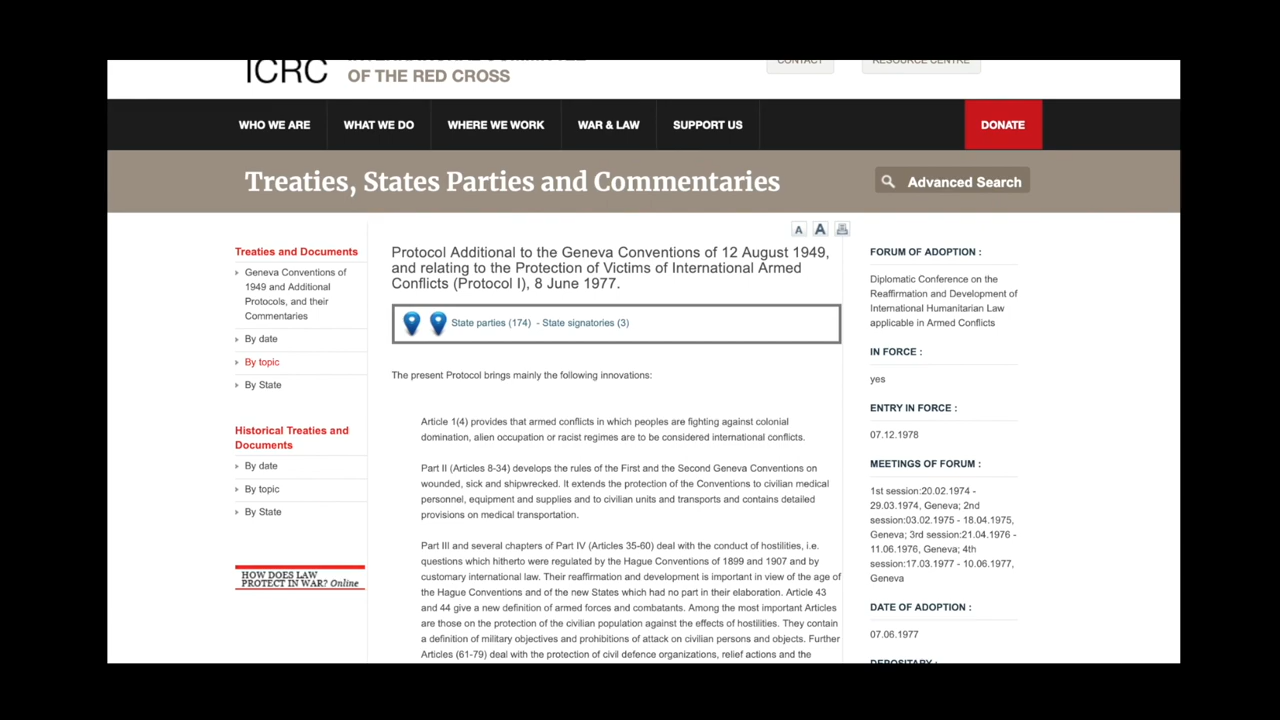 ICRC
INTERNATIONAL COMMITTEE
OF THE RED CROSS
CONTACT
RESOURCE CENTRE
WHO WE ARE
WHAT WE DO
WHERE WE WORK
WAR & LAW
SUPPORT US
DONATE
Treaties, States Parties and Commentaries
Advanced Search
Treaties and Documents
Geneva Conventions of
1949 and Additional
Protocols, and their
Commentaries
By date
By topic
By State
Historical Treaties and
Documents
By date
By topic
By State
HOW DOES LAW
PROTECT IN WAR? Online
A A
Protocol Additional to the Geneva Conventions of 12 August 1949,
and relating to the Protection of Victims of International Armed
Conflicts (Protocol I), 8 June 1977.
State parties (174) - State signatories (3)
The present Protocol brings mainly the following innovations:
Article 1(4) provides that armed conflicts in which peoples are fighting against colonial
domination, alien occupation or racist regimes are to be considered international conflicts.
Part II (Articles 8-34) develops the rules of the First and the Second Geneva Conventions on
wounded, sick and shipwrecked. It extends the protection of the Conventions to civilian medical
personnel, equipment and supplies and to civilian units and transports and contains detailed
provisions on medical transportation.
Part III and several chapters of Part IV (Articles 35-60) deal with the conduct of hostilities, i.e.
questions which hitherto were regulated by the Hague Conventions of 1899 and 1907 and by
customary international law. Their reaffirmation and development is important in view of the age of
the Hague Conventions and of the new States which had no part in their elaboration. Article 43
and 44 give a new definition of armed forces and combatants. Among the most important Articles
are those on the protection of the civilian population against the effects of hostilities. They contain
a definition of military objectives and prohibitions of attack on civilian persons and objects. Further
Articles (61-79) deal with the protection of civil defence organizations, relief actions and the
FORUM OF ADOPTION :
Diplomatic Conference on the
Reaffirmation and Development of
International Humanitarian Law
applicable in Armed Conflicts
IN FORCE :
yes
ENTRY IN FORCE :
07.12.1978
MEETINGS OF FORUM :
1st session:20.02.1974 -
29.03.1974, Geneva; 2nd
session:03.02.1975 - 18.04.1975,
Geneva; 3rd session:21.04.1976 -
11.06.1976, Geneva; 4th
session:17.03.1977 - 10.06.1977,
Geneva
DATE OF ADOPTION :
07.06.1977
DEPOSITARY :